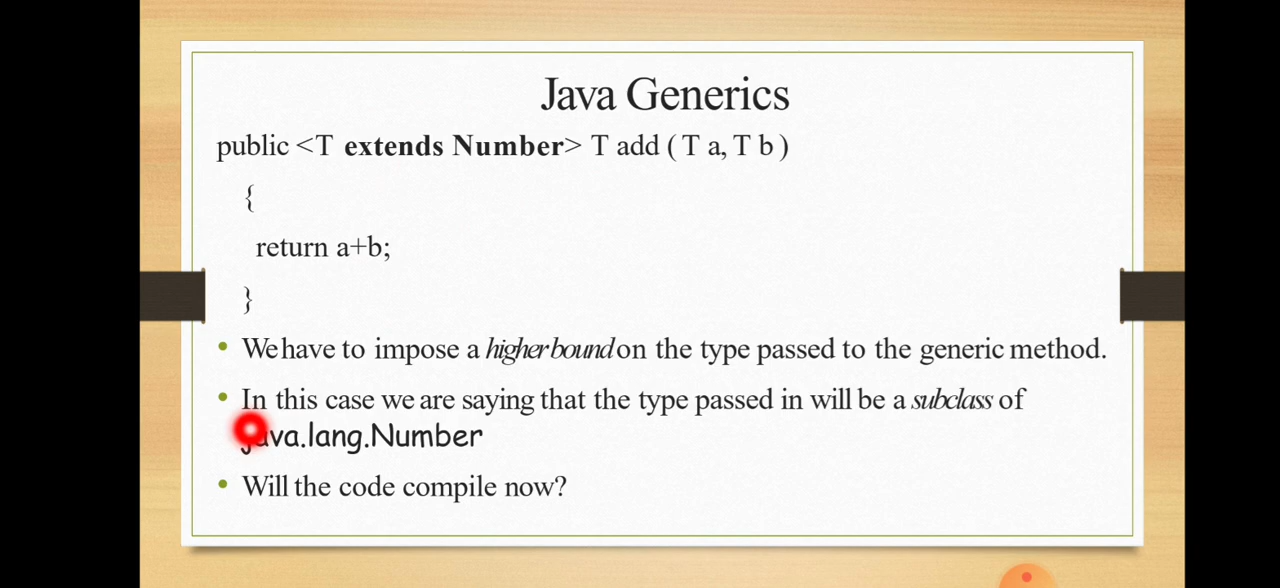 Java Generics
public <T extends Number> T add ( T a, T b )
{
return a+b;
}
• We have to impose a higher bound on the type passed to the generic method.
• In this case we are saying that the type passed in will be a subclass of
java.lang.Number
• Will the code compile now?